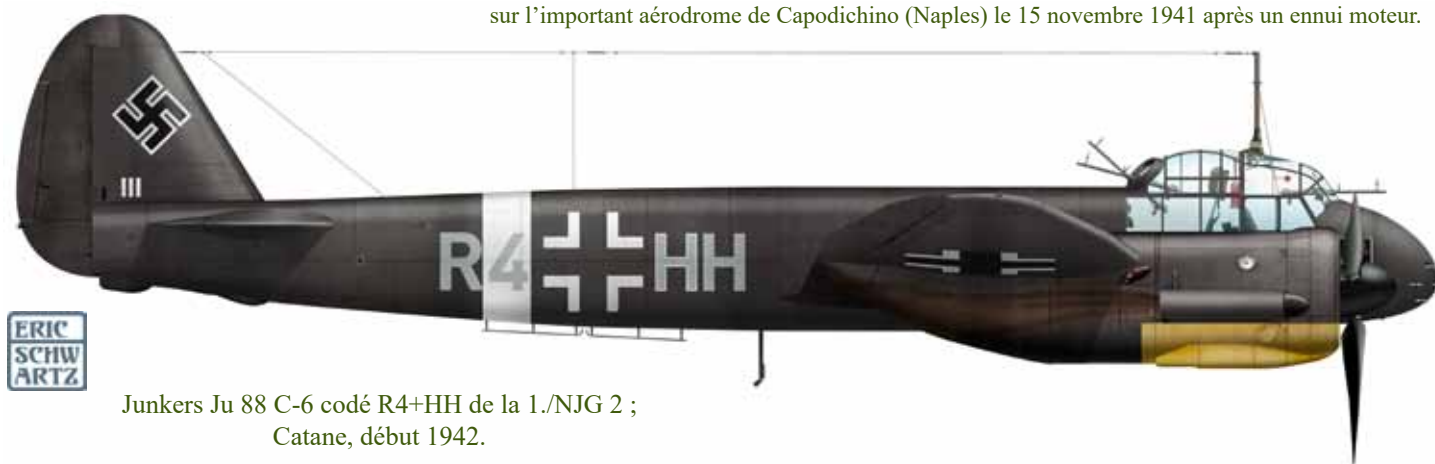 sur l’important aérodrome de Capodichino (Naples) le 15 novembre 1941 après un ennui moteur.
III
R4 HH
ERIC
SCHW
ARTZ
Junkers Ju 88 C-6 codé R4+HH de la 1./NJG 2 ;
Catane, début 1942.